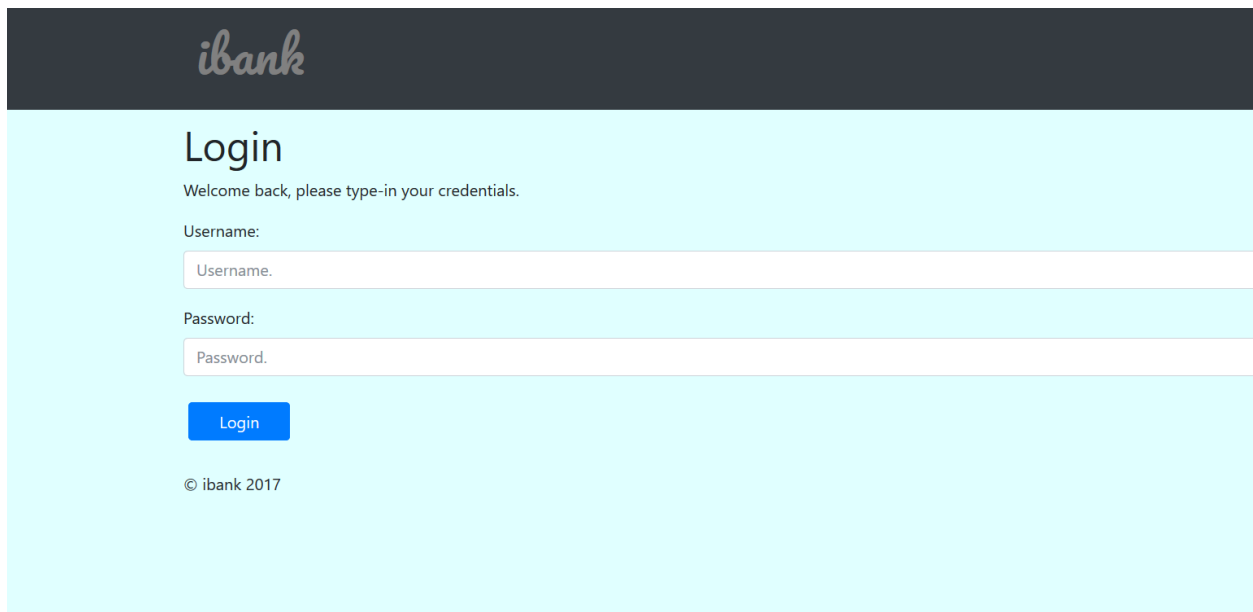 ibank
Login
Welcome back, please type-in your credentials.
Username:
Username.
Password:
Password.
Login
© ibank 2017